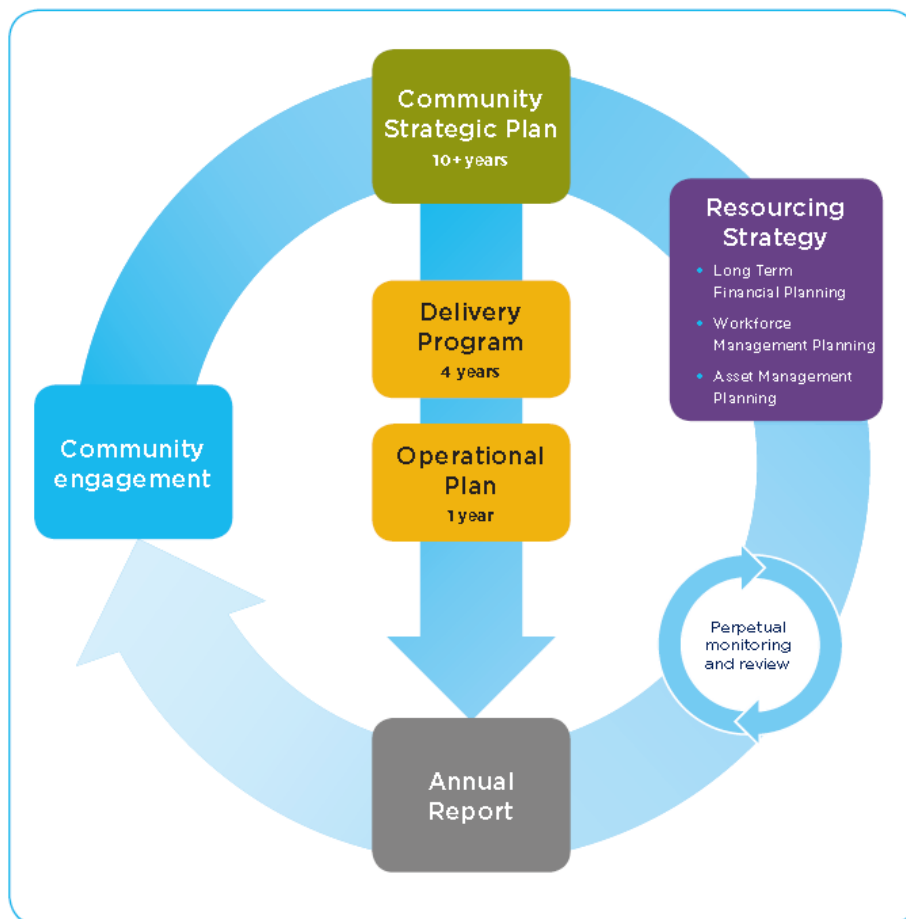 Community
Strategic Plan
10+ years
Resourcing
Strategy
• Long Term
Financial Planning
• Workforce
Management Planning
• Asset Management
Planning
Delivery
Program
4 years
Community
engagement
Operational
Plan
1 year
Perpetual
monitoring
and review
Annual
Report